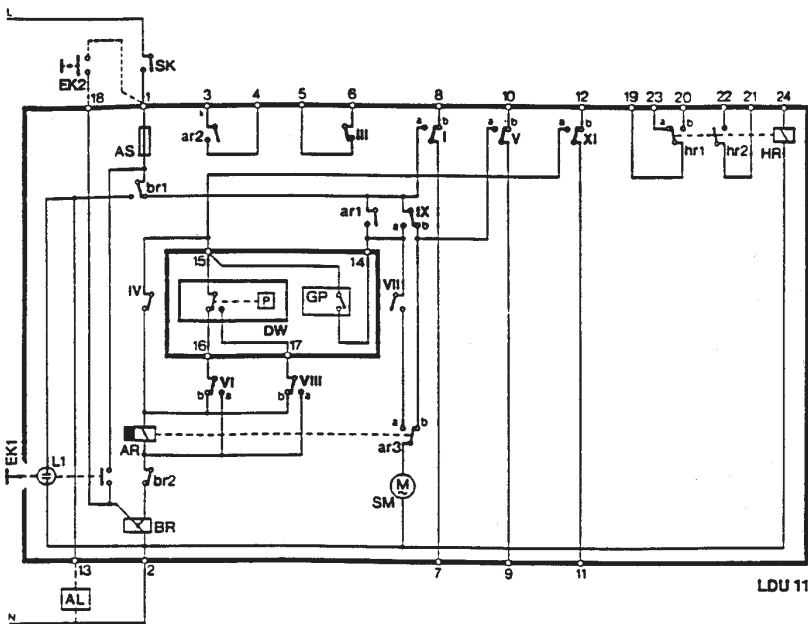 L
SK
EK2
18 1 3 4 5 6 8 10 12 19 23 20 22 21 24
AS
ar2
III
a b I
a b V
a b XI
a b hr1
hr2
HR
br1
ar1
IX
a b
15 14
IV
P
GP
VII
DW
16 17
VI
VIII
b a b a
AR
a b
ar3
EK1
L1
br2
M
SM
BR
13 2 7 9 11
AL
LDU 11
N